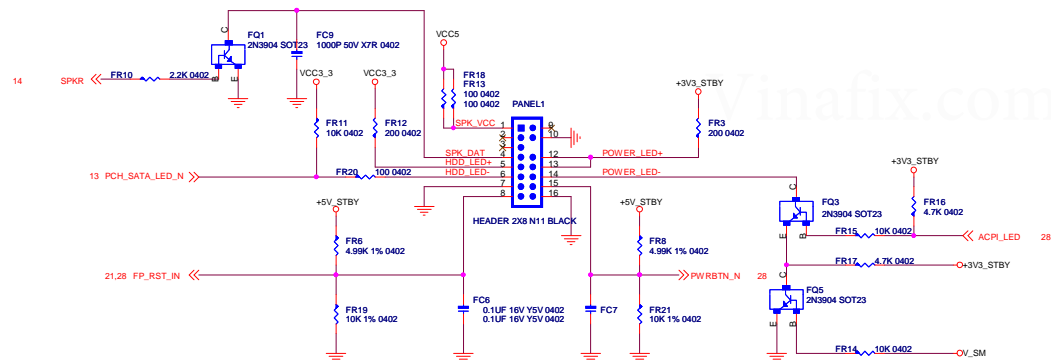 C
FQ1
2N3904 SOT23
B
E
FC9
1000P 50V X7R 0402
14
SPKR
FR10
2.2K 0402
VCC3_3
VCC3_3
FR11
10K 0402
FR12
200 0402
VCC5
FR18
FR13
100 0402
100 0402
PANEL1
SPK_VCC
1
2
3
4
5
6
7
8
9
10
12
13
14
15
16
SPK_DAT
HDD_LED+
HDD_LED-
FR20
100 0402
13 PCH_SATA_LED_N
HEADER 2X8 N11 BLACK
+3V3_STBY
FR3
200 0402
POWER_LED+
POWER_LED-
Vinafix.com
+3V3_STBY
FR16
4.7K 0402
C
FQ3
2N3904 SOT23
E
B
FR15
10K 0402
ACPI_LED
28
FR17
4.7K 0402
+3V3_STBY
C
FQ5
2N3904 SOT23
E
B
FR14
10K 0402
V_SM
+5V_STBY
FR6
4.99K 1% 0402
21,28 FP_RST_IN
FR19
10K 1% 0402
FC6
0.1UF 16V Y5V 0402
0.1UF 16V Y5V 0402
FC7
+5V_STBY
FR8
4.99K 1% 0402
PWRBTN_N
28
FR21
10K 1% 0402